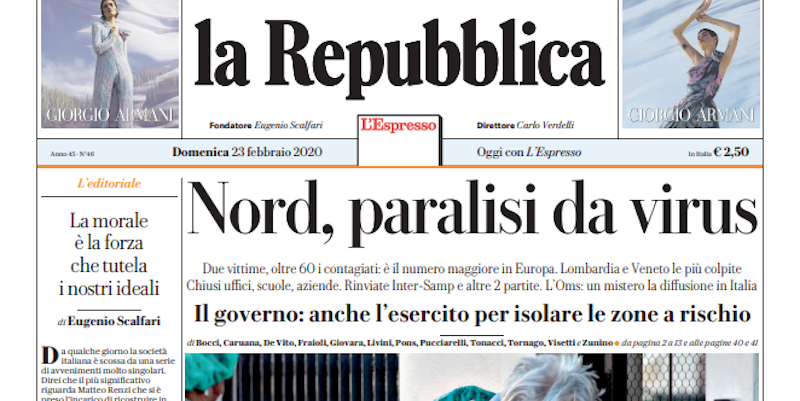 la Repubblica
GIORGIO ARMANI
GIORGIO ARMANI
Fondatore Eugenio Scalfari
L'Espresso
Direttore Carlo Verdelli
Anno 45 - N° 46
Domenica 23 febbraio 2020
Oggi con L'Espresso
In Italia € 2,50
L'editoriale
La morale
è la forza
che tutela
i nostri ideali
di Eugenio Scalfari
Da qualche giorno la società
italiana è scossa da una serie
di avvenimenti molto singolari.
Direi che il più significativo
riguarda Matteo Renzi che si è
preso l'incarico di ricostruire in
Nord, paralisi da virus
Due vittime, oltre 60 i contagiati: è il numero maggiore in Europa. Lombardia e Veneto le più colpite
Chiusi uffici, scuole, aziende. Rinviate Inter-Samp e altre 2 partite. L'Oms: un mistero la diffusione in Italia
Il governo: anche l'esercito per isolare le zone a rischio
di Bocci, Caruana, De Vito, Fraioli, Giovara, Livini, Pons, Pucciarelli, Tonacci, Tornago, Visetti e Zunino ● da pagina 2 a 13 e alle pagine 40 e 41